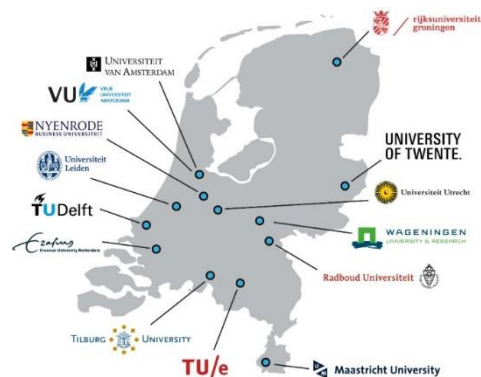 rijksuniversiteit
groningen
UNIVERSITEIT
VAN AMSTERDAM
VU
VRIJE
UNIVERSITEIT
AMSTERDAM
NYENRODE
BUSINESS UNIVERSITEIT
UNIVERSITY
OF TWENTE.
Universiteit
Leiden
Universiteit Utrecht
TUDelft
WAGENINGEN
UNIVERSITY & RESEARCH
Erasmus
Erasmus University Rotterdam
Radboud Universiteit
TILBURG UNIVERSITY
TU/e
Maastricht University